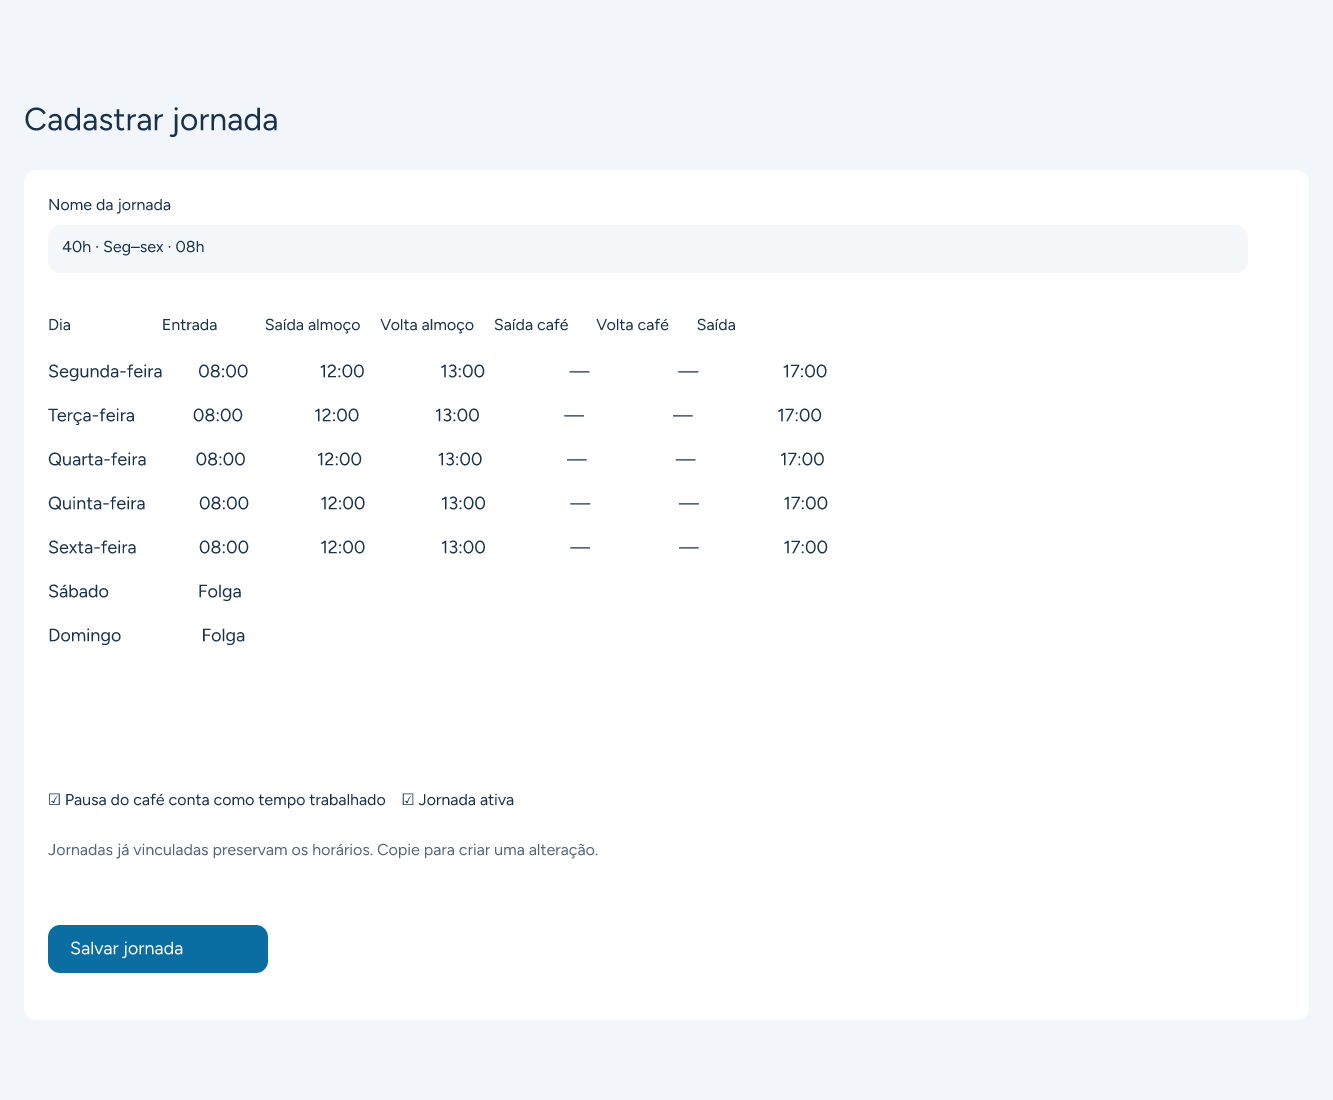 Cadastrar jornada
Nome da jornada
40h · Seg–sex · 08h
Dia Entrada Saída almoço Volta almoço Saída café Volta café Saída
Segunda-feira 08:00 12:00 13:00 — — 17:00
Terça-feira 08:00 12:00 13:00 — — 17:00
Quarta-feira 08:00 12:00 13:00 — — 17:00
Quinta-feira 08:00 12:00 13:00 — — 17:00
Sexta-feira 08:00 12:00 13:00 — — 17:00
Sábado Folga
Domingo Folga
☑ Pausa do café conta como tempo trabalhado ☑ Jornada ativa
Jornadas já vinculadas preservam os horários. Copie para criar uma alteração.
Salvar jornada